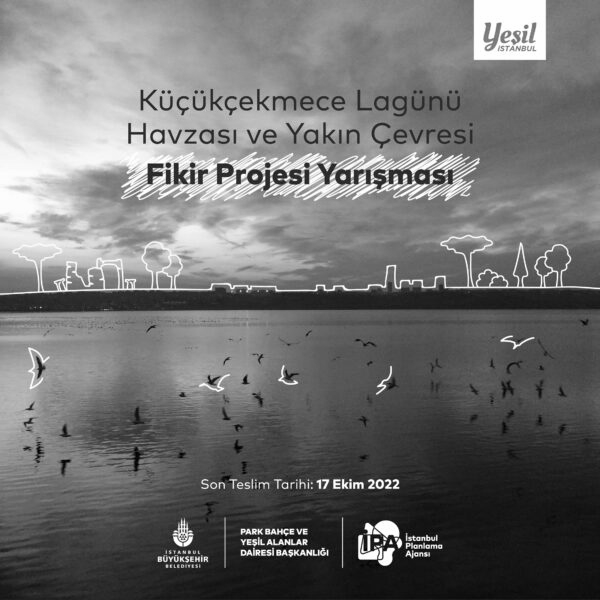 Yeşil
İSTANBUL
Küçükçekmece Lagünü
Havzası ve Yakın Çevresi
Fikir Projesi Yarışması
Son Teslim Tarihi: 17 Ekim 2022
İSTANBUL
BÜYÜKŞEHİR
BELEDİYESİ
PARK BAHÇE VE
YEŞİL ALANLAR
DAİRESİ BAŞKANLIĞI
İPA
İstanbul
Planlama
Ajansı